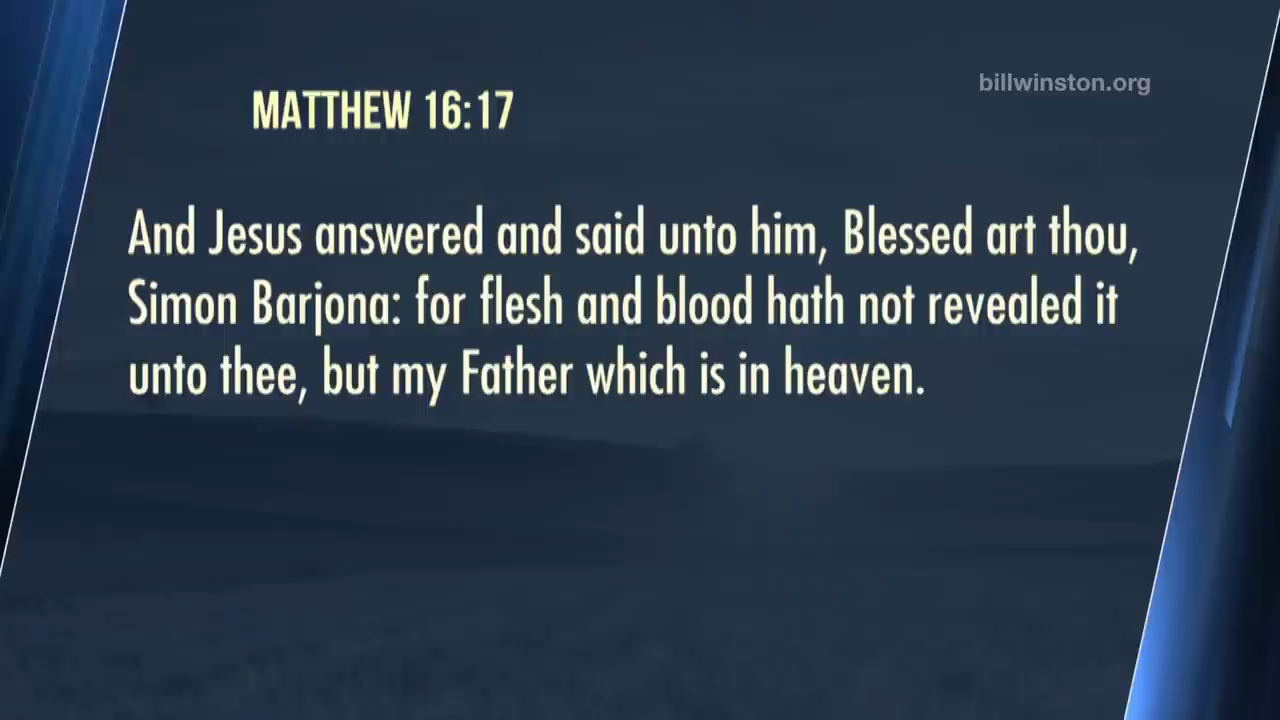 billwinston.org
MATTHEW 16:17
And Jesus answered and said unto him, Blessed art thou,
Simon Barjona: for flesh and blood hath not revealed it
unto thee, but my Father which is in heaven.